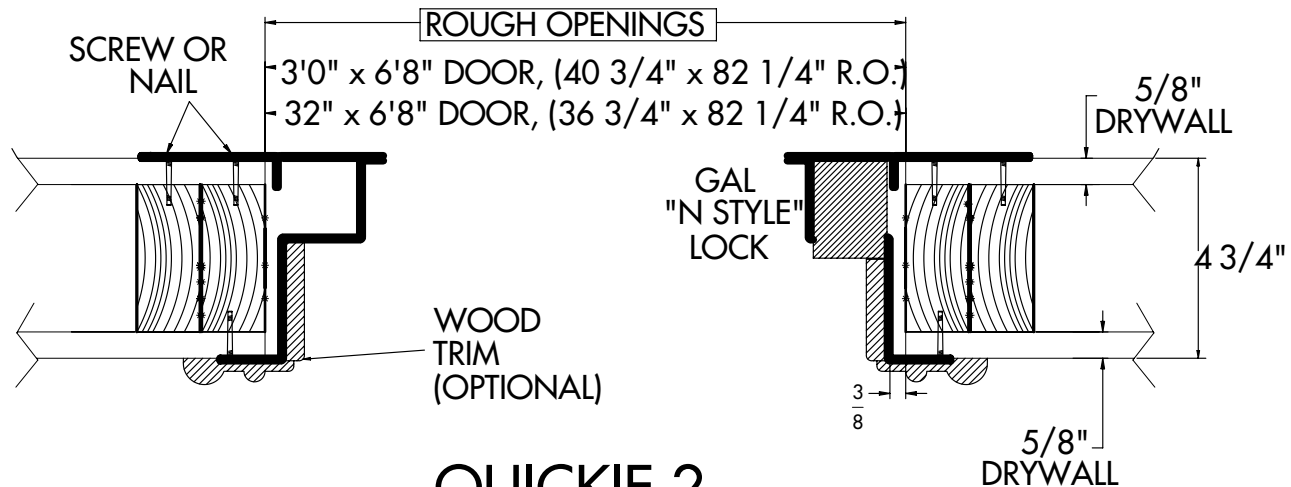 ROUGH OPENINGS
SCREW OR
NAIL
3'0" x 6'8" DOOR, (40 3/4" x 82 1/4" R.O.)
32" x 6'8" DOOR, (36 3/4" x 82 1/4" R.O.)
5/8"
DRYWALL
GAL
"N STYLE"
LOCK
4 3/4"
WOOD
TRIM
(OPTIONAL)
3
8
5/8"
DRYWALL
QUICKIE 2